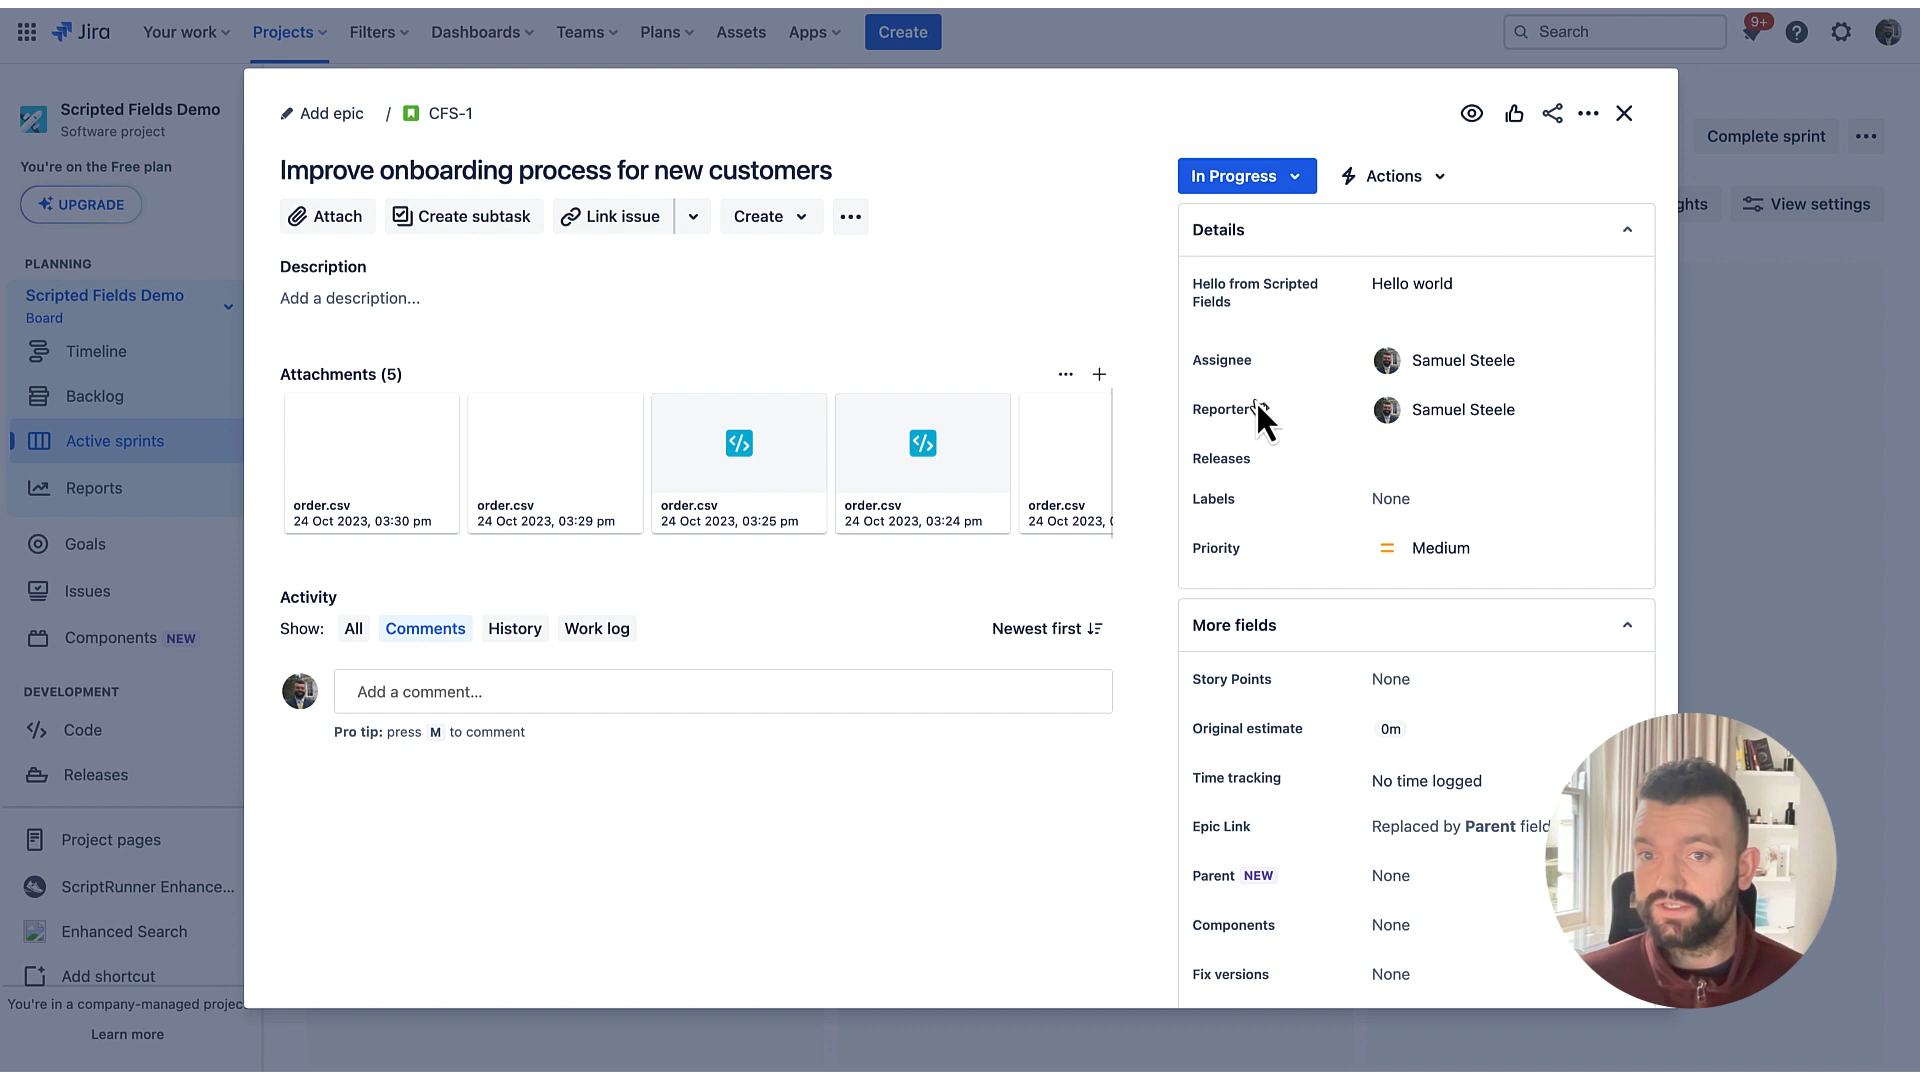 Jira
Your work
Projects
Filters
Dashboards
Teams
Plans
Assets
Apps
Create
Search
9+
Scripted Fields Demo
Software project
You're on the Free plan
UPGRADE
PLANNING
Scripted Fields Demo
Board
Timeline
Backlog
Active sprints
Reports
Goals
Issues
Components NEW
DEVELOPMENT
Code
Releases
Project pages
ScriptRunner Enhance...
Enhanced Search
Add shortcut
You're in a company-managed projec
Learn more
Complete sprint
ghts
View settings
Add epic / CFS-1
Improve onboarding process for new customers
Attach
Create subtask
Link issue
Create
Description
Add a description...
Attachments (5)
order.csv
24 Oct 2023, 03:30 pm
order.csv
24 Oct 2023, 03:29 pm
order.csv
24 Oct 2023, 03:25 pm
order.csv
24 Oct 2023, 03:24 pm
order.csv
24 Oct 2023,
Activity
Show: All Comments History Work log
Newest first
Add a comment...
Pro tip: press M to comment
In Progress
Actions
Details
Hello from Scripted
Fields
Hello world
Assignee
Samuel Steele
Reporter
Samuel Steele
Releases
Labels
None
Priority
Medium
More fields
Story Points
None
Original estimate
0m
Time tracking
No time logged
Epic Link
Replaced by Parent field
Parent NEW
None
Components
None
Fix versions
None